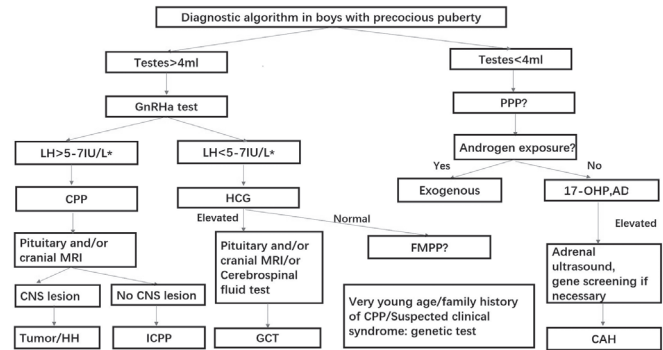 Diagnostic algorithm in boys with precocious puberty
Testes>4ml
Testes<4ml
GnRHa test
PPP?
LH>5-7IU/L*
LH<5-7IU/L*
Androgen exposure?
Yes
No
CPP
HCG
Exogenous
17-OHP,AD
Elevated
Normal
Elevated
Pituitary and/or
cranial MRI
Pituitary and/or
cranial MRI/or
Cerebrospinal
fluid test
FMPP?
Adrenal
ultrasound,
gene screening if
necessary
CNS lesion
No CNS lesion
Very young age/family history
of CPP/Suspected clinical
syndrome: genetic test
Tumor/HH
ICPP
GCT
CAH